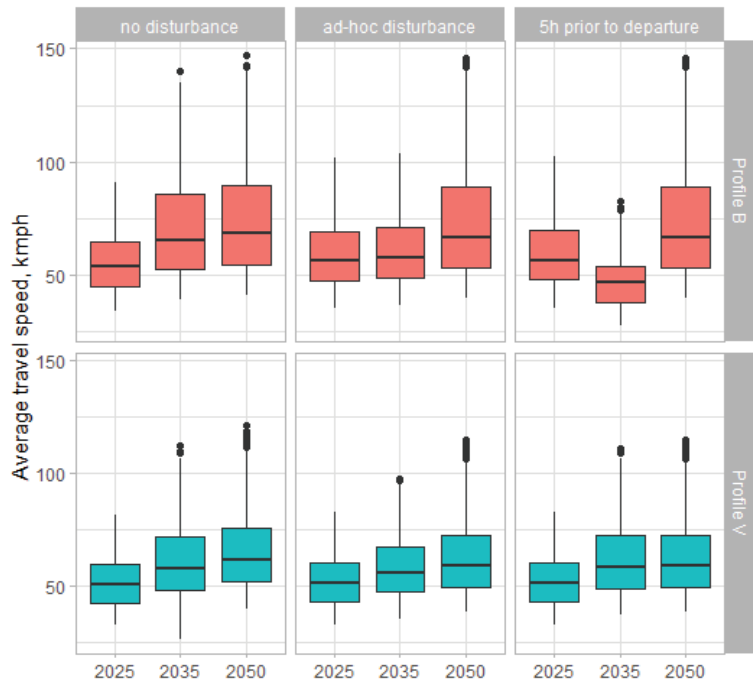 no disturbance
ad-hoc disturbance
5h prior to departure
Average travel speed, kmph
150
100
50
Profile B
150
100
50
Profile V
2025 2035 2050 2025 2035 2050 2025 2035 2050